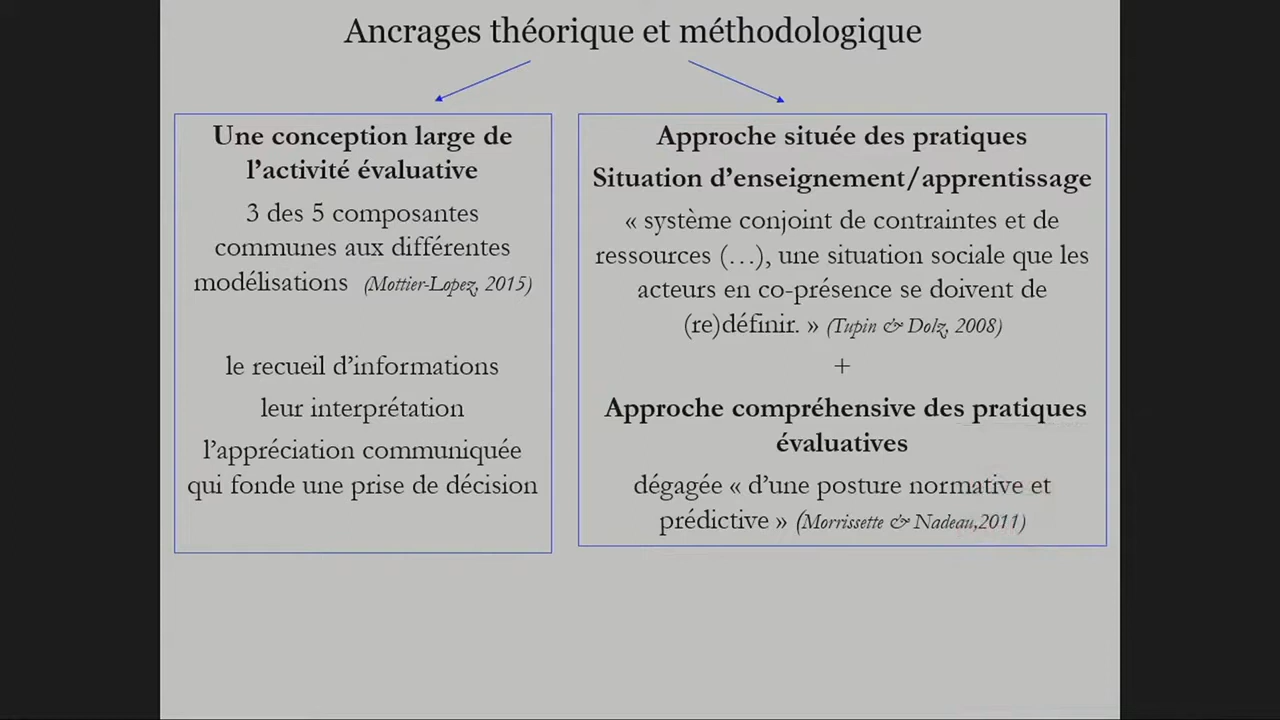 Ancrages théorique et méthodologique
Une conception large de
l’activité évaluative
3 des 5 composantes
communes aux différentes
modélisations (Mottier-Lopez, 2015)
le recueil d’informations
leur interprétation
l’appréciation communiquée
qui fonde une prise de décision
Approche située des pratiques
Situation d’enseignement/apprentissage
« système conjoint de contraintes et de
ressources (…), une situation sociale que les
acteurs en co-présence se doivent de
(re)définir. » (Tupin & Dolz, 2008)
+
Approche compréhensive des pratiques
évaluatives
dégagée « d’une posture normative et
prédictive » (Morrissette & Nadeau,2011)